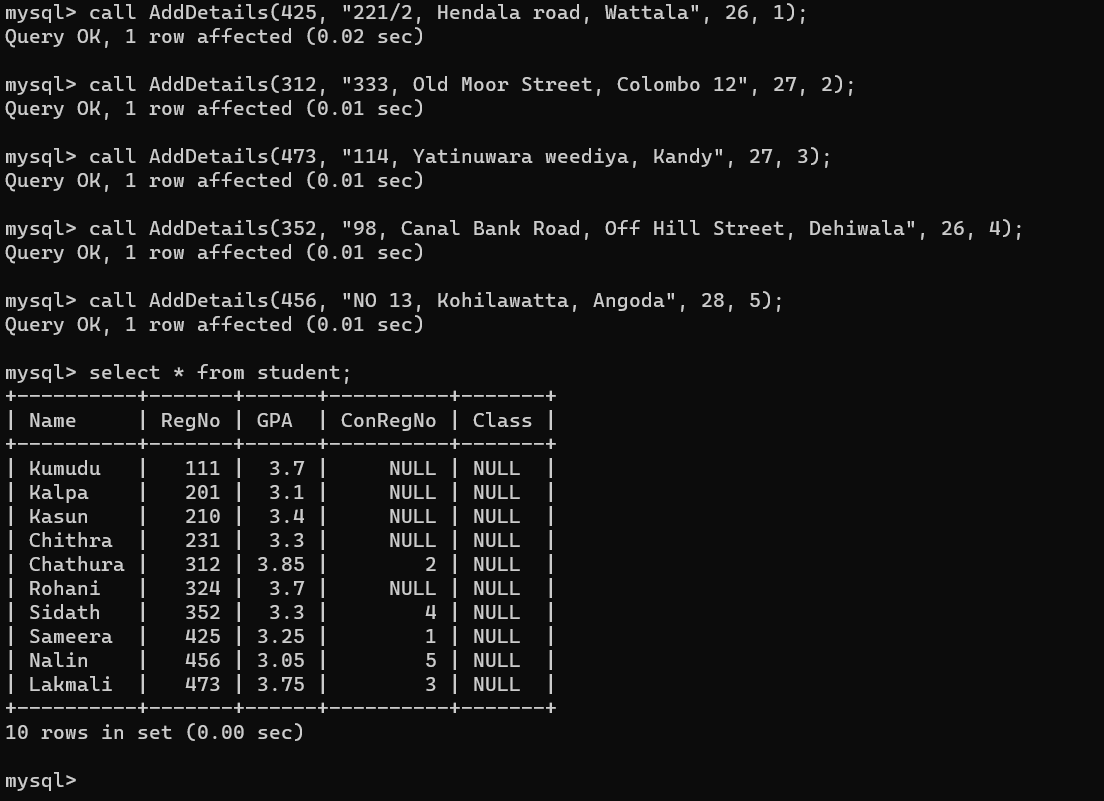 mysql> call AddDetails(425, "221/2, Hendala road, Wattala", 26, 1);
Query OK, 1 row affected (0.02 sec)
mysql> call AddDetails(312, "333, Old Moor Street, Colombo 12", 27, 2);
Query OK, 1 row affected (0.01 sec)
mysql> call AddDetails(473, "114, Yatinuwara weediya, Kandy", 27, 3);
Query OK, 1 row affected (0.01 sec)
mysql> call AddDetails(352, "98, Canal Bank Road, Off Hill Street, Dehiwala", 26, 4);
Query OK, 1 row affected (0.01 sec)
mysql> call AddDetails(456, "NO 13, Kohilawatta, Angoda", 28, 5);
Query OK, 1 row affected (0.01 sec)
mysql> select * from student;
+----------+-------+------+----------+-------+
| Name     | RegNo | GPA  | ConRegNo | Class |
+----------+-------+------+----------+-------+
| Kumudu   |   111 |  3.7 |     NULL | NULL  |
| Kalpa    |   201 |  3.1 |     NULL | NULL  |
| Kasun    |   210 |  3.4 |     NULL | NULL  |
| Chithra  |   231 |  3.3 |     NULL | NULL  |
| Chathura |   312 | 3.85 |        2 | NULL  |
| Rohani   |   324 |  3.7 |     NULL | NULL  |
| Sidath   |   352 |  3.3 |        4 | NULL  |
| Sameera  |   425 | 3.25 |        1 | NULL  |
| Nalin    |   456 | 3.05 |        5 | NULL  |
| Lakmali  |   473 | 3.75 |        3 | NULL  |
+----------+-------+------+----------+-------+
10 rows in set (0.00 sec)
mysql>